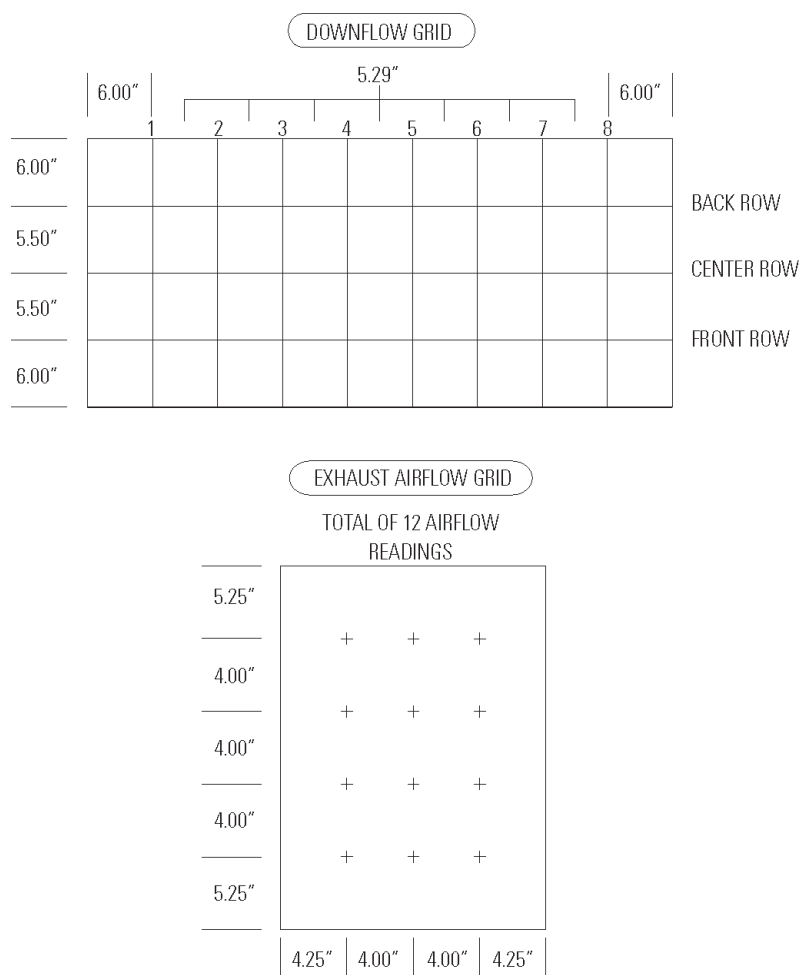 DOWNFLOW GRID
5.29"
6.00"
6.00"
1 2 3 4 5 6 7 8
6.00"
BACK ROW
5.50"
CENTER ROW
5.50"
FRONT ROW
6.00"
EXHAUST AIRFLOW GRID
TOTAL OF 12 AIRFLOW
READINGS
5.25"
4.00"
4.00"
4.00"
5.25"
4.25" 4.00" 4.00" 4.25"